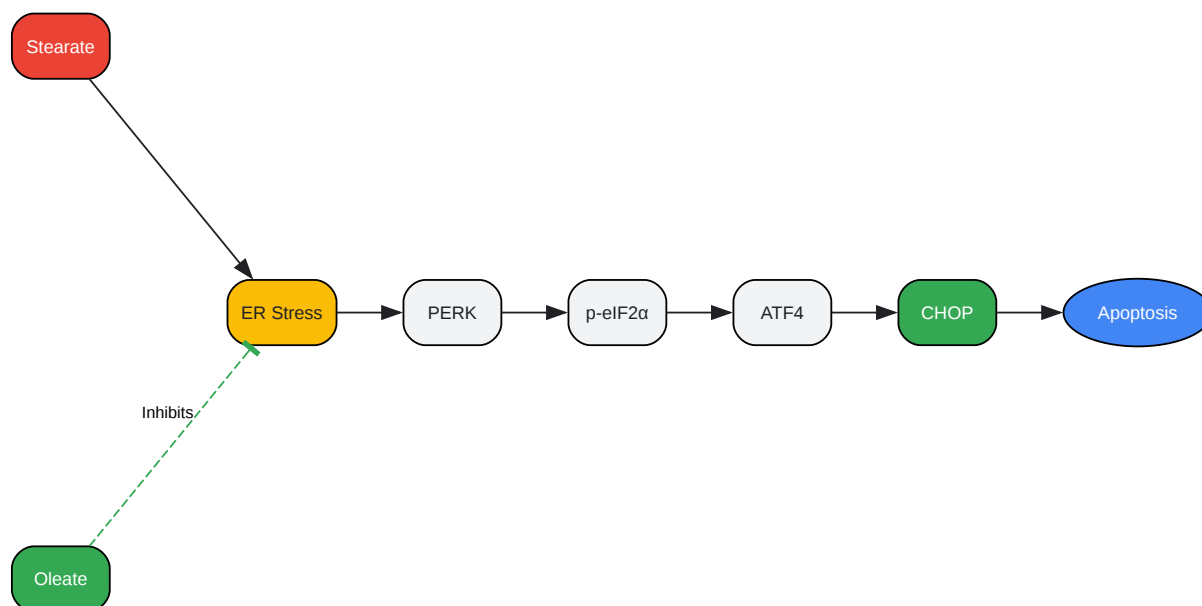 Stearate
ER Stress
PERK
p-eIF2α
ATF4
CHOP
Apoptosis
Inhibits
Oleate